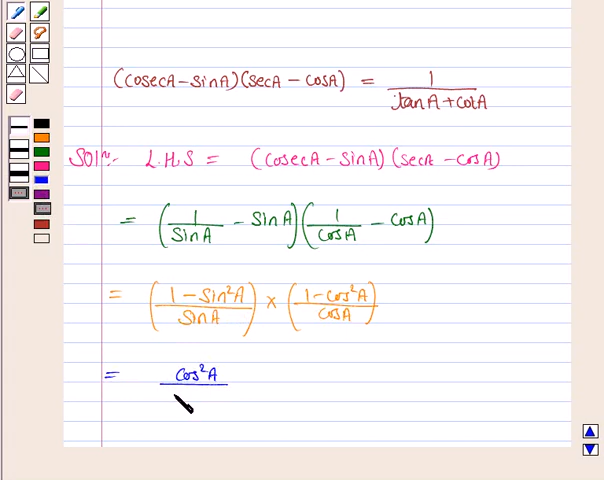 (cosecA - sinA)(secA - cosA) = 1/(tanA + cotA)
Solⁿ:- L.H.S = (cosecA - sinA)(secA - cosA)
= (1/sinA - sinA)(1/cosA - cosA)
= ((1 - sin²A)/sinA) × ((1 - cos²A)/cosA)
= cos²A